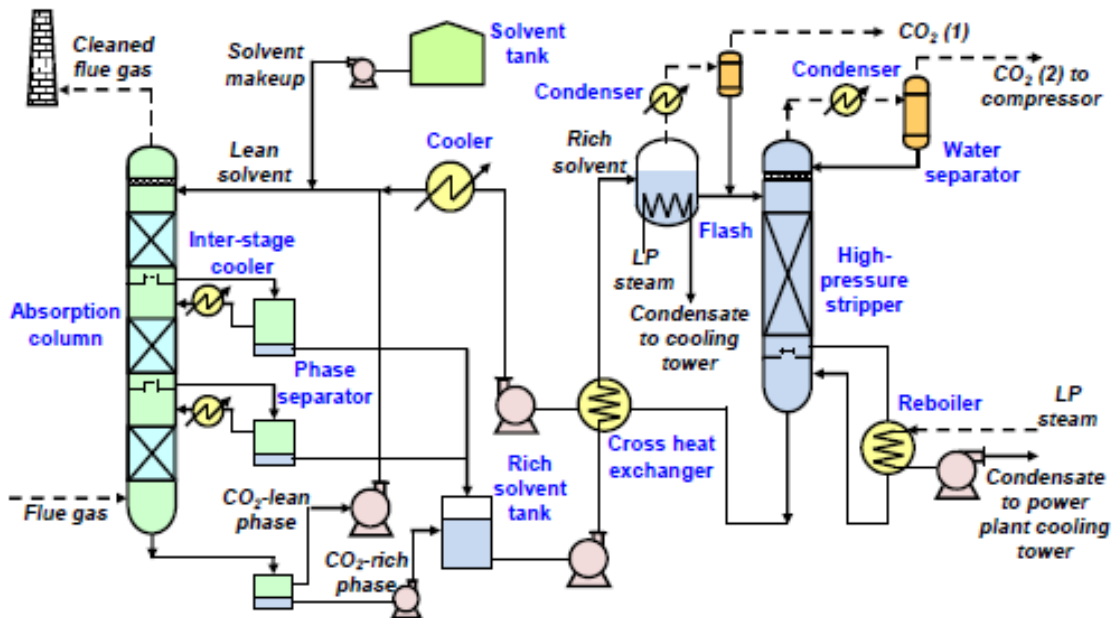 Cleaned
flue gas
Solvent
makeup
Solvent
tank
CO₂ (1)
Condenser
Condenser
CO₂ (2) to
compressor
Lean
solvent
Cooler
Rich
solvent
Water
separator
Inter-stage
cooler
Flash
LP
steam
High-
pressure
stripper
Absorption
column
Condensate
to cooling
tower
Phase
separator
Reboiler
LP
steam
Cross heat
exchanger
Rich
solvent
tank
Flue gas
CO₂-lean
phase
CO₂-rich
phase
Condensate
to power
plant cooling
tower